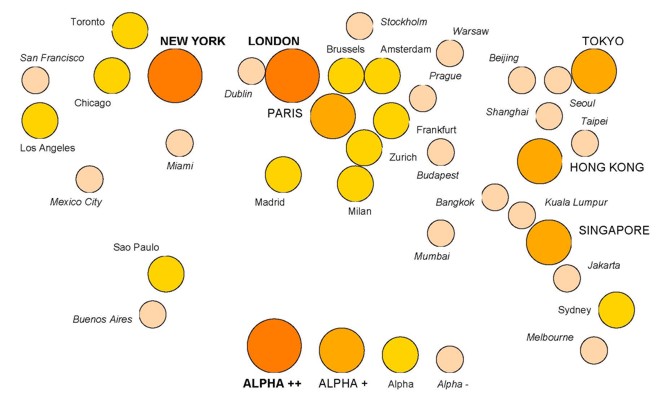 Stockholm
Toronto
Warsaw
NEW YORK
LONDON
TOKYO
Brussels
Amsterdam
San Francisco
Beijing
Prague
Dublin
Chicago
Seoul
PARIS
Shanghai
Taipei
Frankfurt
Los Angeles
Zurich
Miami
HONG KONG
Budapest
Mexico City
Madrid
Bangkok
Kuala Lumpur
Milan
SINGAPORE
Sao Paulo
Mumbai
Jakarta
Sydney
Buenos Aires
Melbourne
ALPHA ++
ALPHA +
Alpha
Alpha -